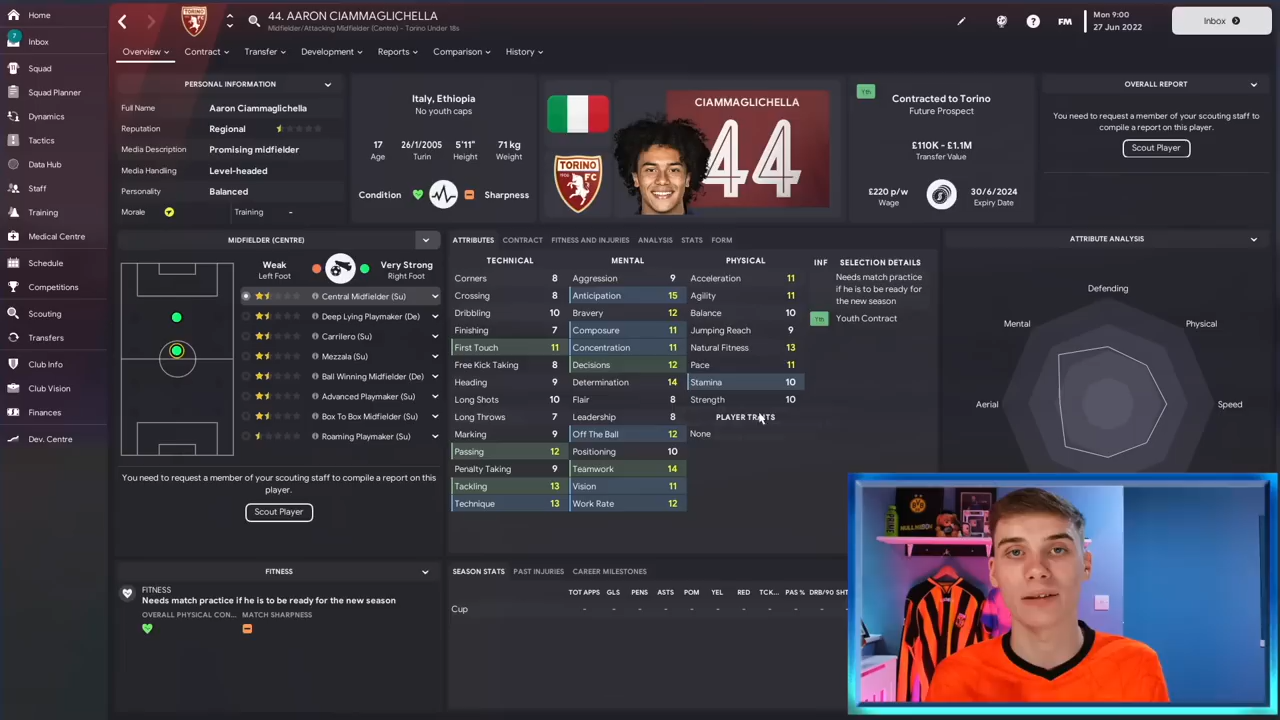 Home
Inbox
Squad
Squad Planner
Dynamics
Tactics
Data Hub
Staff
Training
Medical Centre
Schedule
Competitions
Scouting
Transfers
Club Info
Club Vision
Finances
Dev. Centre
44. AARON CIAMMAGLICHELLA
Midfielder/Attacking Midfielder (Centre) - Torino Under 18s
FM
Mon 9:00
27 Jun 2022
Inbox
Overview
Contract
Transfer
Development
Reports
Comparison
History
PERSONAL INFORMATION
Full Name Aaron Ciammaglichella
Reputation Regional
Media Description Promising midfielder
Media Handling Level-headed
Personality Balanced
Morale Training -
Italy, Ethiopia
No youth caps
17 26/1/2005 5'11" 71 kg
Age Turin Height Weight
Condition Sharpness
TORINO
FC
CIAMMAGLICHELLA
44
Yth
Contracted to Torino
Future Prospect
£110K - £1.1M
Transfer Value
£220 p/w
Wage
30/6/2024
Expiry Date
OVERALL REPORT
You need to request a member of your scouting staff to
compile a report on this player.
Scout Player
MIDFIELDER (CENTRE)
Weak
Left Foot
Very Strong
Right Foot
Central Midfielder (Su)
Deep Lying Playmaker (De)
Carrilero (Su)
Mezzala (Su)
Ball Winning Midfielder (De)
Advanced Playmaker (Su)
Box To Box Midfielder (Su)
Roaming Playmaker (Su)
You need to request a member of your scouting staff to compile a report on this
player.
Scout Player
ATTRIBUTES CONTRACT FITNESS AND INJURIES ANALYSIS STATS FORM
TECHNICAL
Corners 8
Crossing 8
Dribbling 10
Finishing 7
First Touch 11
Free Kick Taking 8
Heading 9
Long Shots 10
Long Throws 7
Marking 9
Passing 12
Penalty Taking 9
Tackling 13
Technique 13
MENTAL
Aggression 9
Anticipation 15
Bravery 12
Composure 11
Concentration 11
Decisions 12
Determination 14
Flair 8
Leadership 8
Off The Ball 12
Positioning 10
Teamwork 14
Vision 11
Work Rate 12
PHYSICAL
Acceleration 11
Agility 11
Balance 10
Jumping Reach 9
Natural Fitness 13
Pace 11
Stamina 10
Strength 10
PLAYER TRAITS
None
INF SELECTION DETAILS
Needs match practice
if he is to be ready for
the new season
Yth Youth Contract
ATTRIBUTE ANALYSIS
Defending
Mental
Physical
Aerial
Speed
FITNESS
FITNESS
Needs match practice if he is to be ready for the new season
OVERALL PHYSICAL CON... MATCH SHARPNESS
SEASON STATS PAST INJURIES CAREER MILESTONES
TOT APPS GLS PENS ASTS POM YEL RED TCK... PAS % DRB/90 SHT
Cup - - - - - - - - - - -